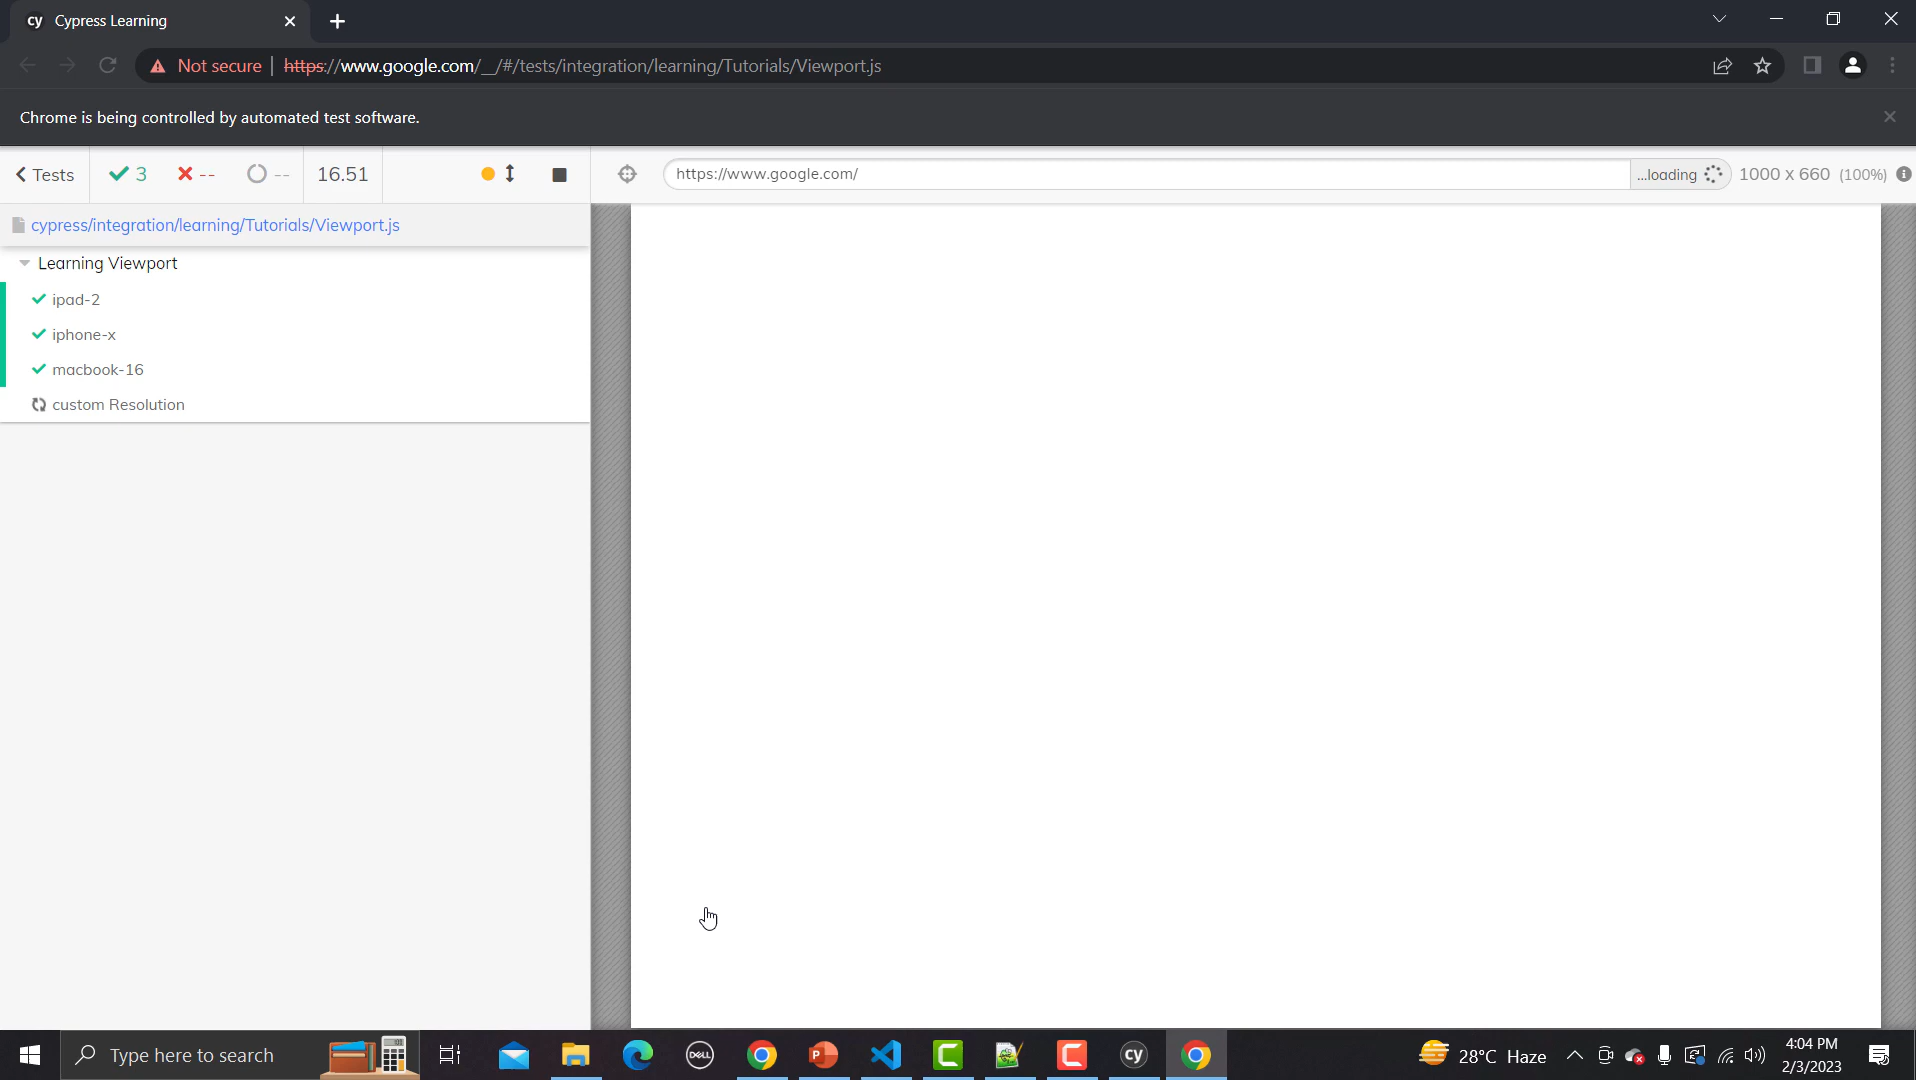 cy Cypress Learning
Not secure | https://www.google.com/__/#/tests/integration/learning/Tutorials/Viewport.js
Chrome is being controlled by automated test software.
Tests 3 -- -- 16.51 https://www.google.com/ ...loading 1000 x 660 (100%)
cypress/integration/learning/Tutorials/Viewport.js
Learning Viewport
ipad-2
iphone-x
macbook-16
custom Resolution
Type here to search DELL P cy 28°C Haze 4:04 PM
2/3/2023